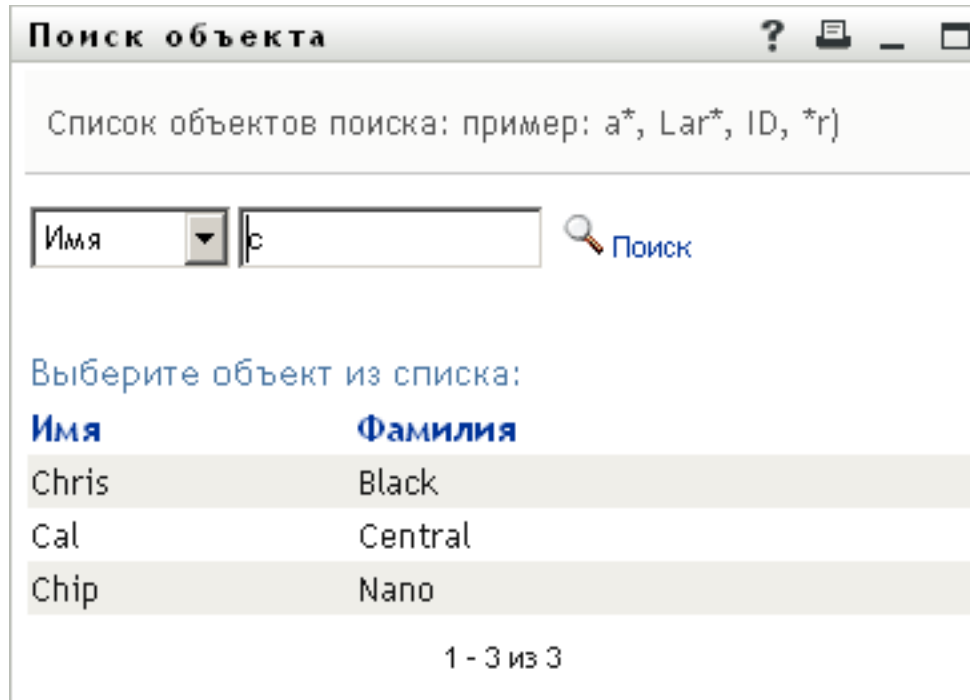 Поиск объекта ?
Список объектов поиска: пример: a*, Lar*, ID, *r)
Имя c Поиск
Выберите объект из списка:
Имя Фамилия
Chris Black
Cal Central
Chip Nano
1 - 3 из 3